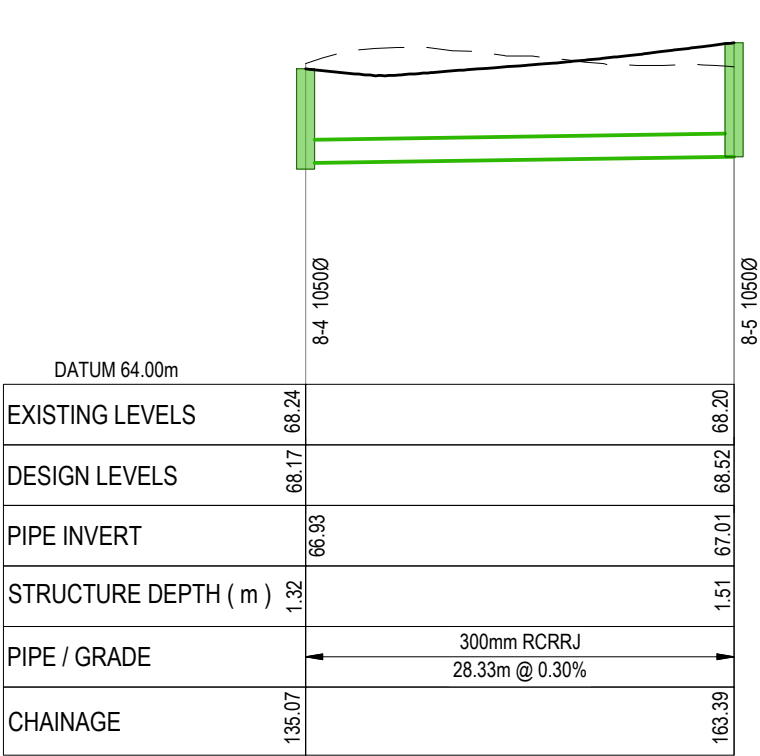 8-4 1050Ø
8-5 1050Ø
DATUM 64.00m
EXISTING LEVELS 68.24 68.20
DESIGN LEVELS 68.17 68.52
PIPE INVERT 66.93 67.01
STRUCTURE DEPTH ( m ) 1.32 1.51
PIPE / GRADE
300mm RCRRJ
28.33m @ 0.30%
CHAINAGE 135.07 163.39